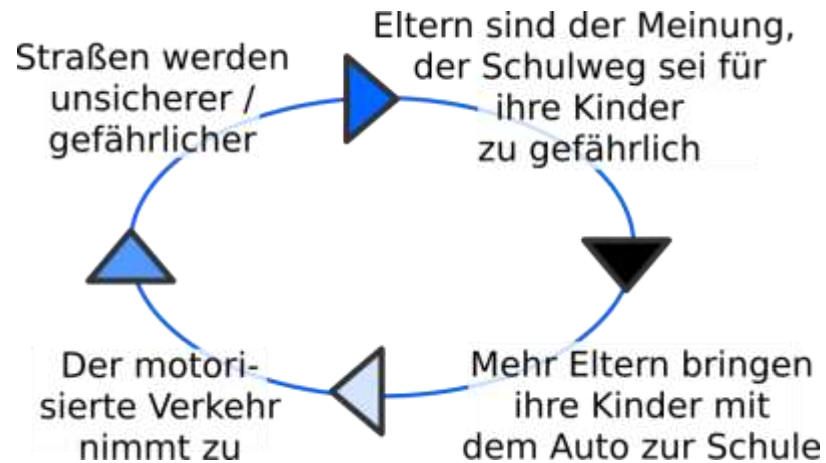 Straßen werden
unsicherer /
gefährlicher
Eltern sind der Meinung,
der Schulweg sei für
ihre Kinder
zu gefährlich
Mehr Eltern bringen
ihre Kinder mit
dem Auto zur Schule
Der motori-
sierte Verkehr
nimmt zu